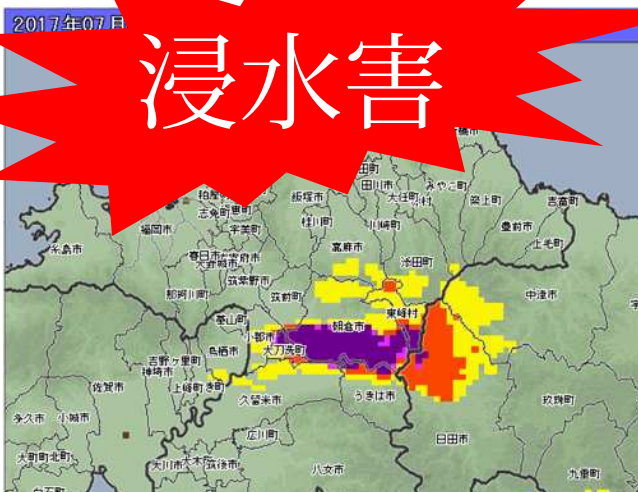 2017年07月
浸水害
田町
田川市
みやこ町
大任町
築上町
吉富町
飯塚市
志免町
宇美町
福岡市
桂川町
川崎町
豊前市
上毛町
糸島市
嘉麻市
添田町
春日市
筑紫野市
那珂川町
筑前町
中津市
東峰村
基山町
朝倉市
小郡市
鳥栖市
大刀洗町
吉野ヶ里町
神埼市
上峰町
佐賀市
久留米市
うきは市
玖珠町
多久市
小城市
広川町
日田市
大町町
大川市
筑後市
八女市
九重町
白石町